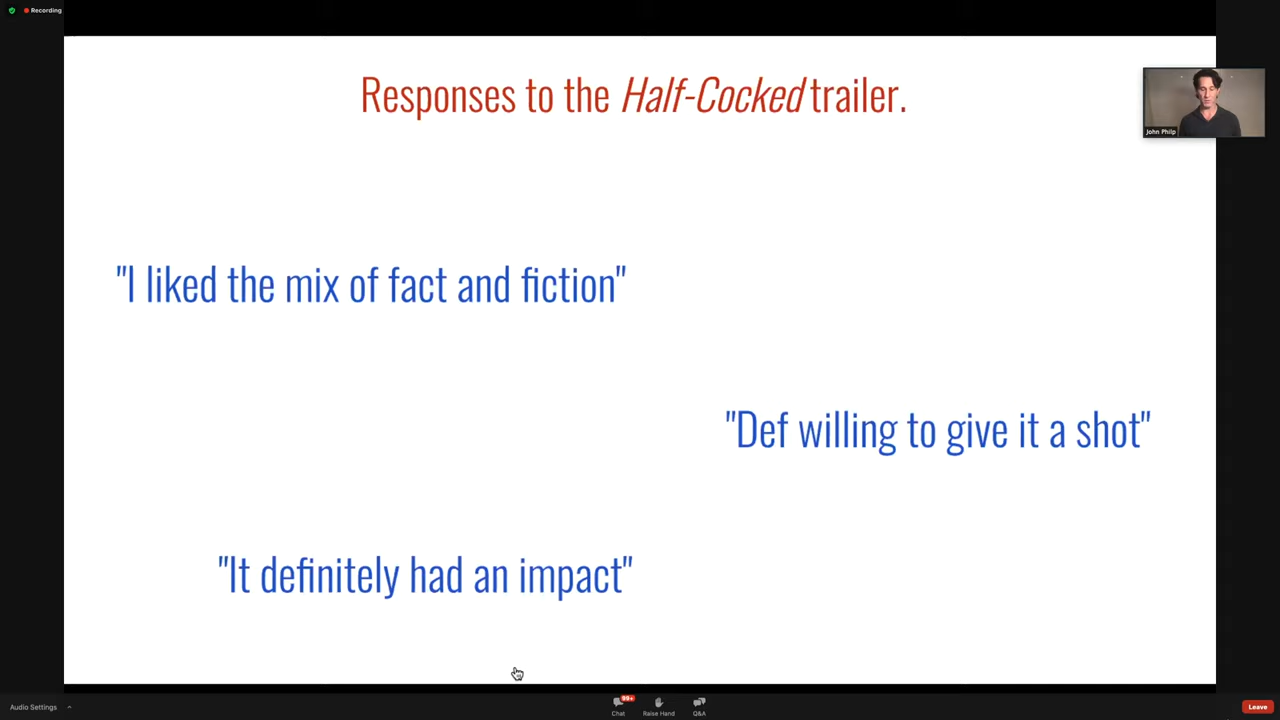 Recording
Responses to the Half-Cocked trailer.
John Philp
"I liked the mix of fact and fiction"
"Def willing to give it a shot"
"It definitely had an impact"
Audio Settings
99+
Chat
Raise Hand
Q&A
Leave